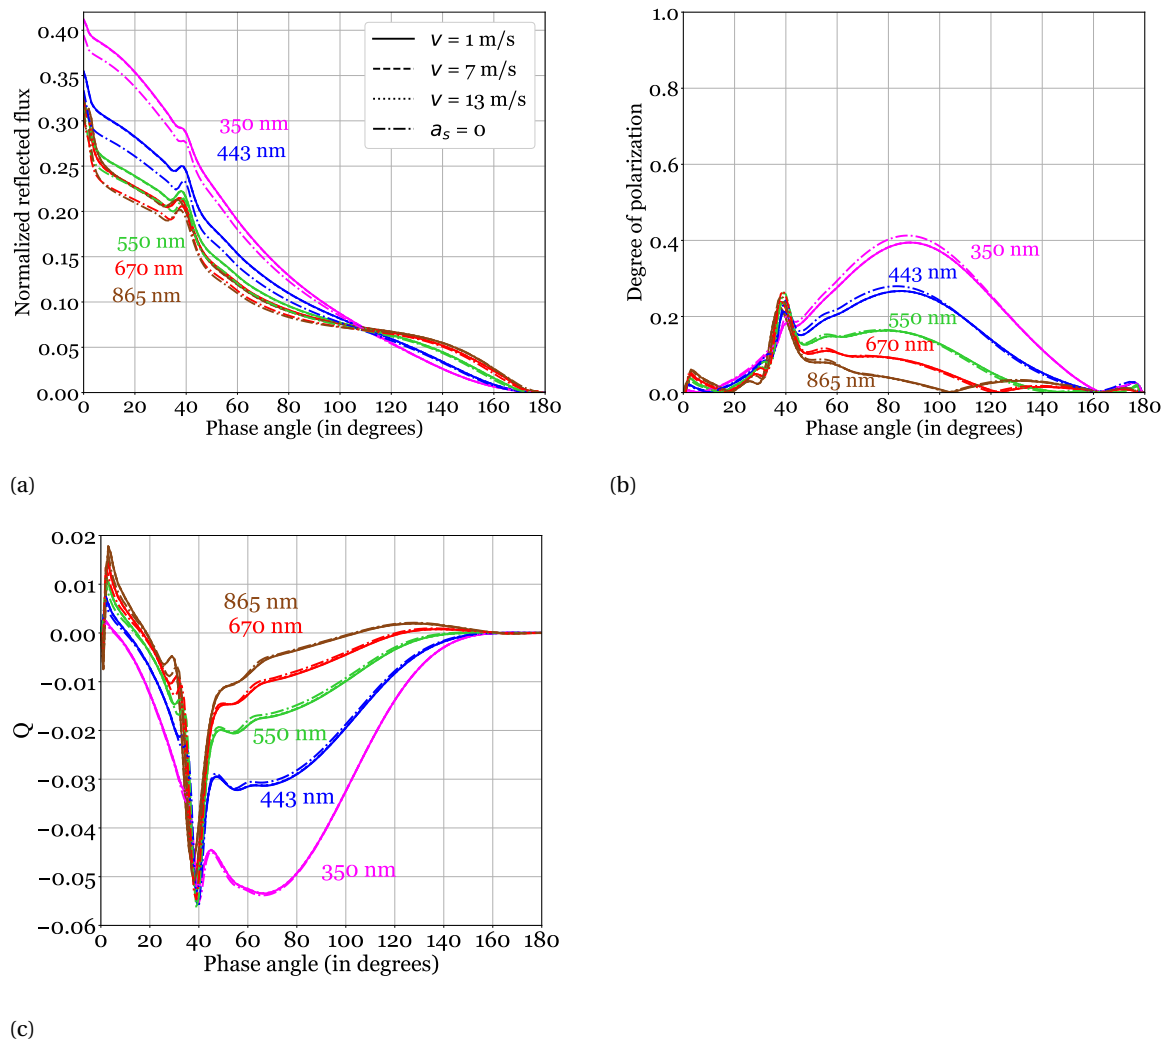 Normalized reflected flux
0.40
0.35
0.30
0.25
0.20
0.15
0.10
0.05
0.00
v = 1 m/s
v = 7 m/s
v = 13 m/s
aₛ = 0
350 nm
443 nm
550 nm
670 nm
865 nm
0 20 40 60 80 100 120 140 160 180
Phase angle (in degrees)
(a)
Degree of polarization
1.0
0.8
0.6
0.4
0.2
0.0
350 nm
443 nm
550 nm
670 nm
865 nm
0 20 40 60 80 100 120 140 160 180
Phase angle (in degrees)
(b)
Q
0.02
0.01
0.00
−0.01
−0.02
−0.03
−0.04
−0.05
−0.06
865 nm
670 nm
550 nm
443 nm
350 nm
0 20 40 60 80 100 120 140 160 180
Phase angle (in degrees)
(c)